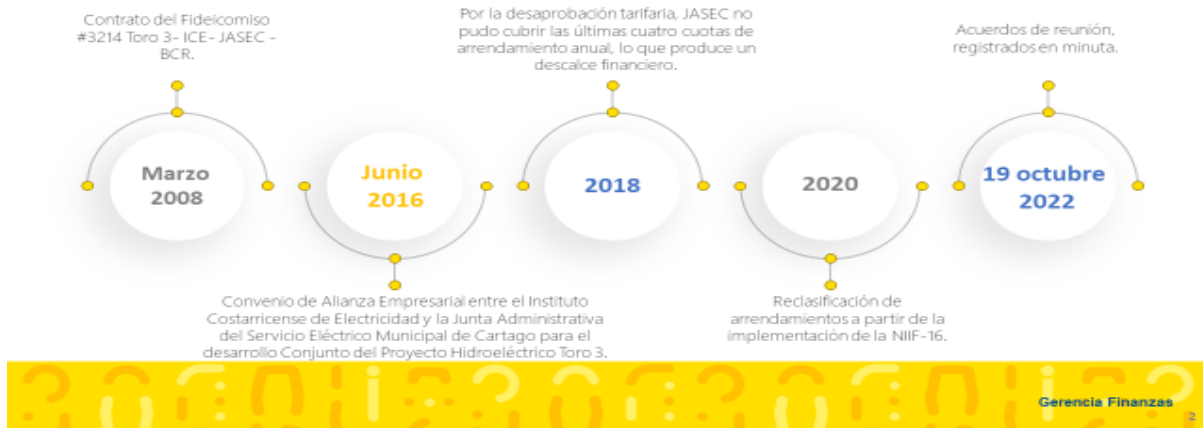 Contrato del Fideicomiso
#3214 Toro 3- ICE- JASEC -
BCR.
Marzo
2008
Junio
2016
Convenio de Alianza Empresarial entre el Instituto
Costarricense de Electricidad y la Junta Administrativa
del Servicio Eléctrico Municipal de Cartago para el
desarrollo Conjunto del Proyecto Hidroeléctrico Toro 3.
Por la desaprobación tarifaria, JASEC no
pudo cubrir las últimas cuatro cuotas de
arrendamiento anual, lo que produce un
descalce financiero.
2018
2020
Reclasificación de
arrendamientos a partir de la
implementación de la NIIF-16.
Acuerdos de reunión,
registrados en minuta.
19 octubre
2022
Gerencia Finanzas
2